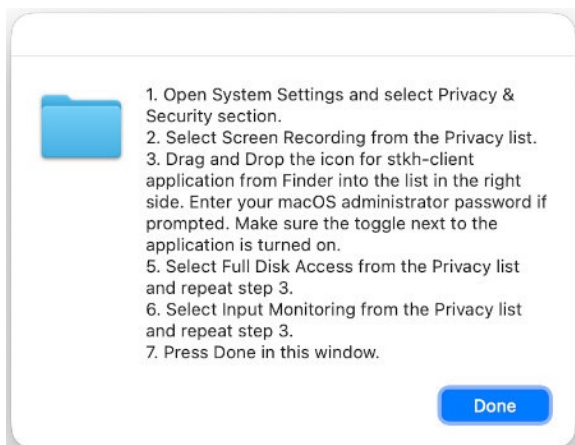 1. Open System Settings and select Privacy &
Security section.
2. Select Screen Recording from the Privacy list.
3. Drag and Drop the icon for stkh-client
application from Finder into the list in the right
side. Enter your macOS administrator password if
prompted. Make sure the toggle next to the
application is turned on.
5. Select Full Disk Access from the Privacy list
and repeat step 3.
6. Select Input Monitoring from the Privacy list
and repeat step 3.
7. Press Done in this window.
Done